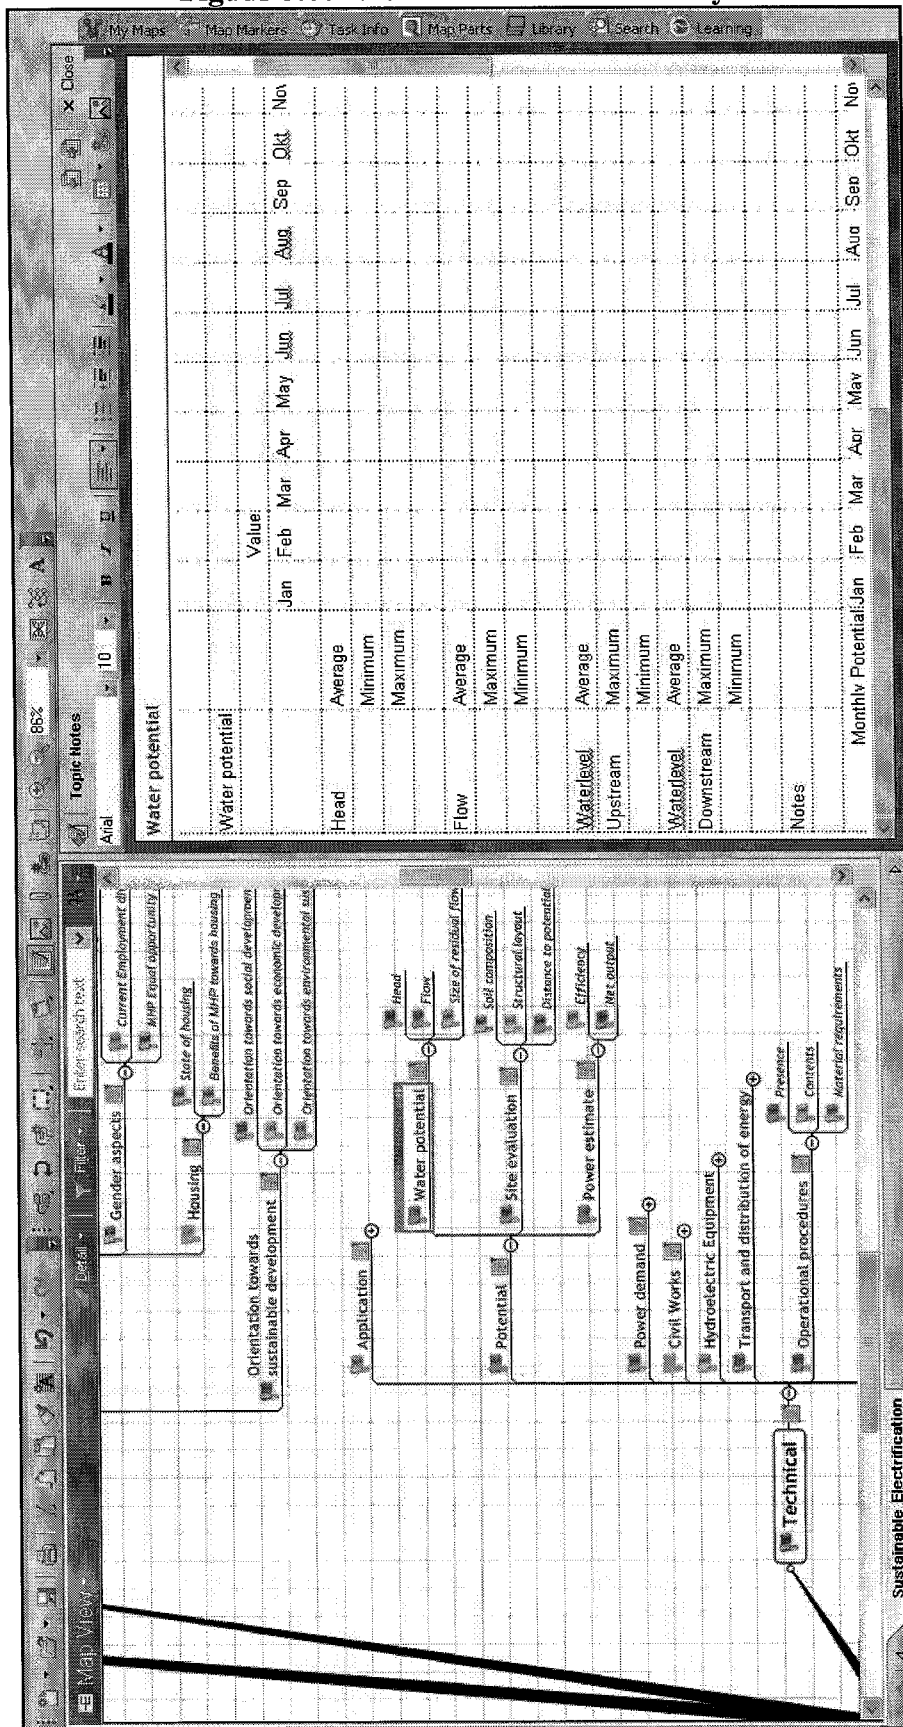 86%
Map View
Detail
Filter
Enter search text
Gender aspects
Current Employment
MHP Equal opportunity
Housing
State of housing
Benefits of MHP towards housing
Orientation towards
sustainable development
Orientation towards social developmen
Orientation towards economic developr
Orientation towards environmental sus
Application
Potential
Water potential
Head
Flow
Size of residual flow
Site evaluation
Soil composition
Structural layout
Distance to potential
Power estimate
Efficiency
Net output
Power demand
Civil Works
Hydroelectric Equipment
Transport and distribution of energy
Operational procedures
Presence
Contents
Material requirements
Technical
Sustainable Electrification
Topic Notes
Close
Arial
10
B I U
Water potential
Water potential
Value:
Jan Feb Mar Apr May Jun Jul Aug Sep Okt Nov
Head Average
Minimum
Maximum
Flow Average
Maximum
Minimum
Waterlevel Average
Upstream Maximum
Minimum
Waterlevel Average
Downstream Maximum
Minimum
Notes
Monthly Potential: Jan Feb Mar Apr May Jun Jul Aug Sep Okt Nov
My Maps
Map Markers
Task Info
Map Parts
Library
Search
Learning